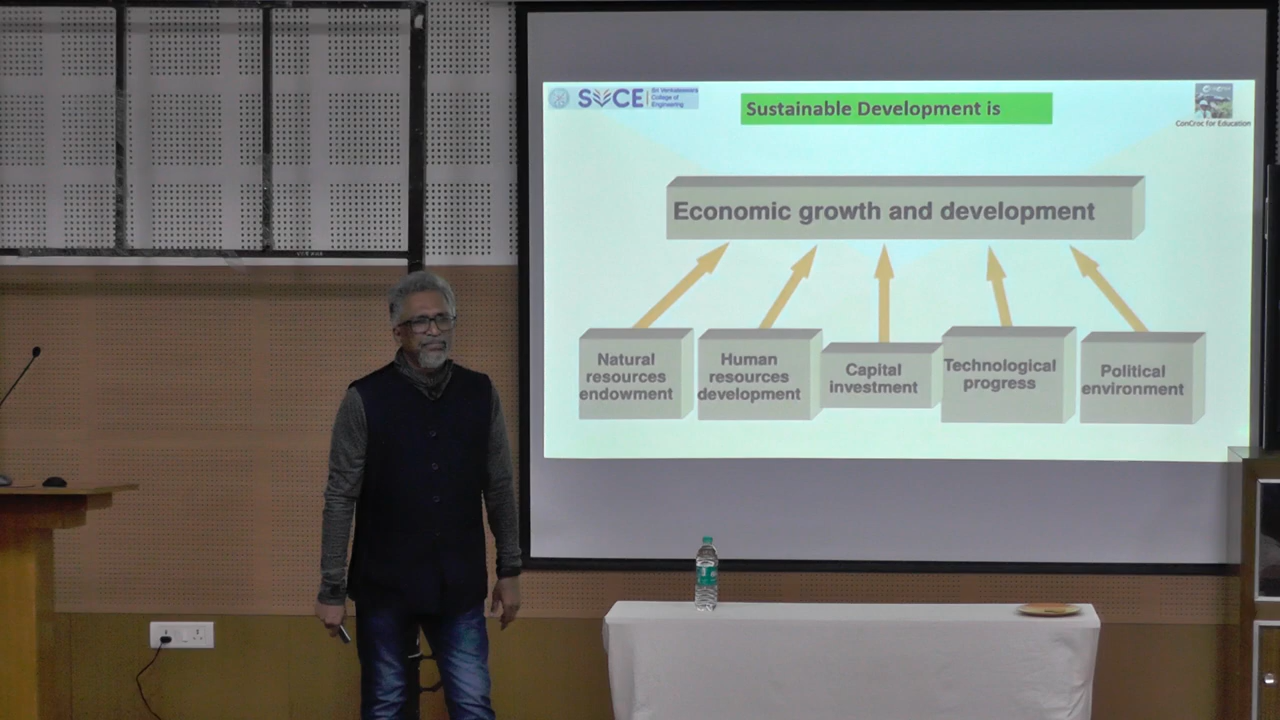 SVCE
Sri Venkateswara
College of
Engineering
Sustainable Development is
ConCroc for Education
Economic growth and development
Natural
resources
endowment
Human
resources
development
Capital
investment
Technological
progress
Political
environment